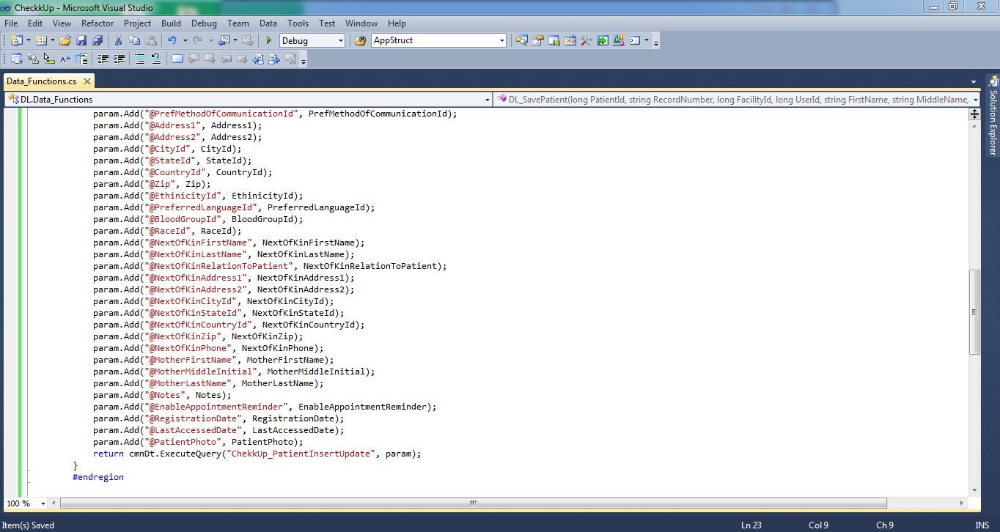 CheckkUp - Microsoft Visual Studio
File Edit View Refactor Project Build Debug Team Data Tools Test Window Help
Debug AppStruct
Data_Functions.cs
DL.Data_Functions DL_SavePatient(long PatientId, string RecordNumber, long FacilityId, long UserId, string FirstName, string MiddleName,
Solution Explorer
param.Add("@PrefMethodOfCommunicationId", PrefMethodOfCommunicationId);
param.Add("@Address1", Address1);
param.Add("@Address2", Address2);
param.Add("@CityId", CityId);
param.Add("@StateId", StateId);
param.Add("@CountryId", CountryId);
param.Add("@Zip", Zip);
param.Add("@EthinicityId", EthinicityId);
param.Add("@PreferredLanguageId", PreferredLanguageId);
param.Add("@BloodGroupId", BloodGroupId);
param.Add("@RaceId", RaceId);
param.Add("@NextOfKinFirstName", NextOfKinFirstName);
param.Add("@NextOfKinLastName", NextOfKinLastName);
param.Add("@NextOfKinRelationToPatient", NextOfKinRelationToPatient);
param.Add("@NextOfKinAddress1", NextOfKinAddress1);
param.Add("@NextOfKinAddress2", NextOfKinAddress2);
param.Add("@NextOfKinCityId", NextOfKinCityId);
param.Add("@NextOfKinStateId", NextOfKinStateId);
param.Add("@NextOfKinCountryId", NextOfKinCountryId);
param.Add("@NextOfKinZip", NextOfKinZip);
param.Add("@NextOfKinPhone", NextOfKinPhone);
param.Add("@MotherFirstName", MotherFirstName);
param.Add("@MotherMiddleInitial", MotherMiddleInitial);
param.Add("@MotherLastName", MotherLastName);
param.Add("@Notes", Notes);
param.Add("@EnableAppointmentReminder", EnableAppointmentReminder);
param.Add("@RegistrationDate", RegistrationDate);
param.Add("@LastAccessedDate", LastAccessedDate);
param.Add("@PatientPhoto", PatientPhoto);
return cmnDt.ExecuteQuery("ChekkUp_PatientInsertUpdate", param);
}
#endregion
100 %
Item(s) Saved Ln 23 Col 9 Ch 9 INS